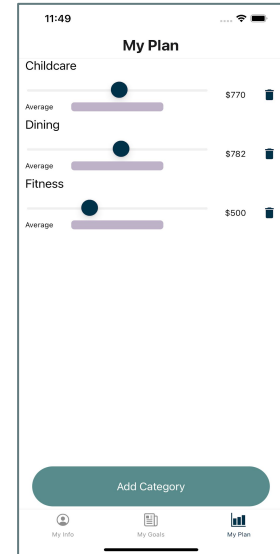 11:49
My Plan
Childcare
$770
Average
Dining
$782
Average
Fitness
$500
Average
Add Category
My Info
My Goals
My Plan